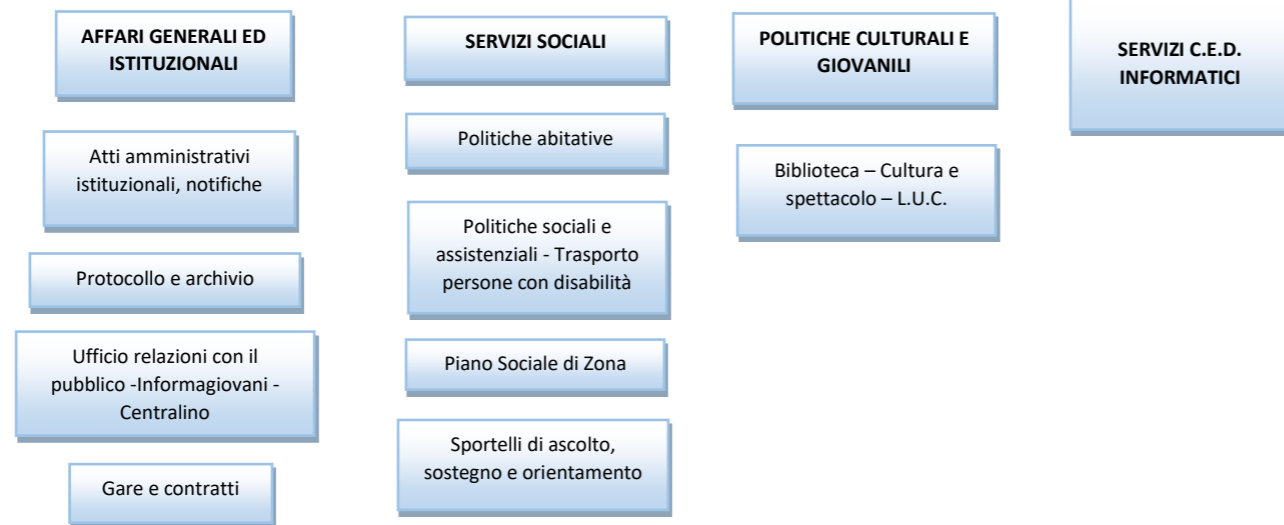 AFFARI GENERALI ED
ISTITUZIONALI
Atti amministrativi
istituzionali, notifiche
Protocollo e archivio
Ufficio relazioni con il
pubblico -Informagiovani -
Centralino
Gare e contratti
SERVIZI SOCIALI
Politiche abitative
Politiche sociali e
assistenziali - Trasporto
persone con disabilità
Piano Sociale di Zona
Sportelli di ascolto,
sostegno e orientamento
POLITICHE CULTURALI E
GIOVANILI
Biblioteca – Cultura e
spettacolo – L.U.C.
SERVIZI C.E.D.
INFORMATICI